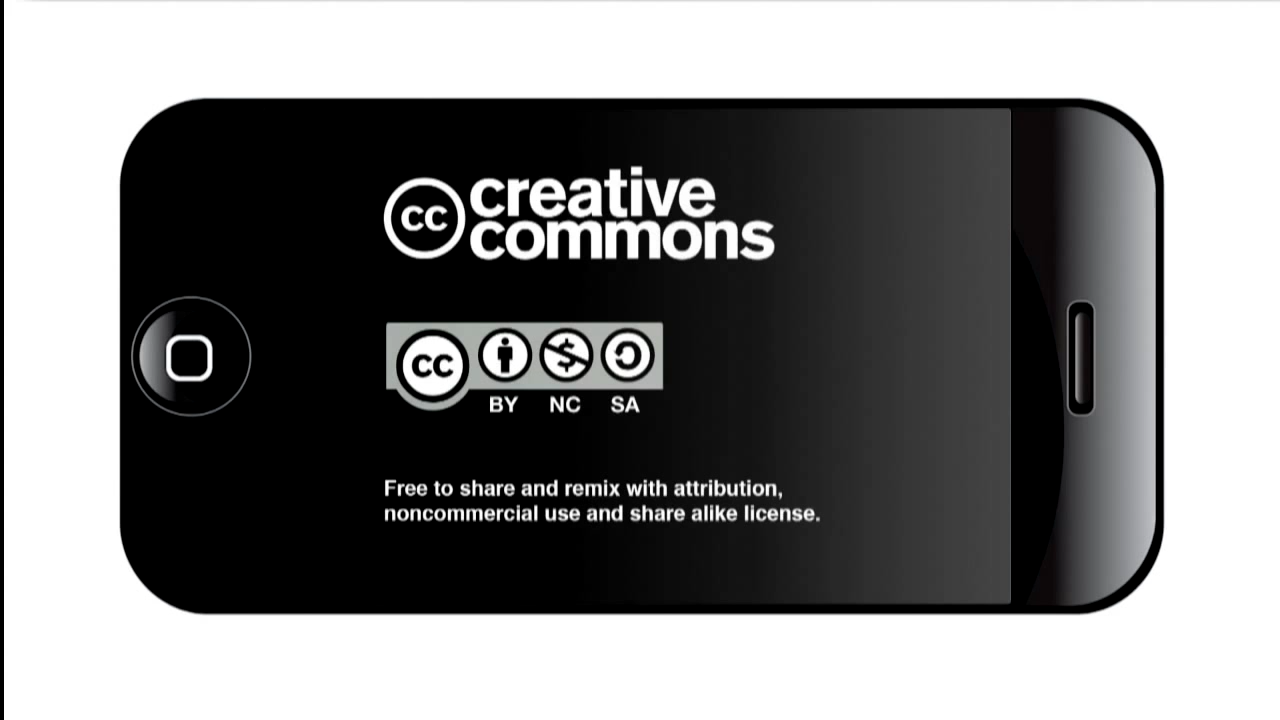 cc creative
commons
cc
BY NC SA
Free to share and remix with attribution,
noncommercial use and share alike license.